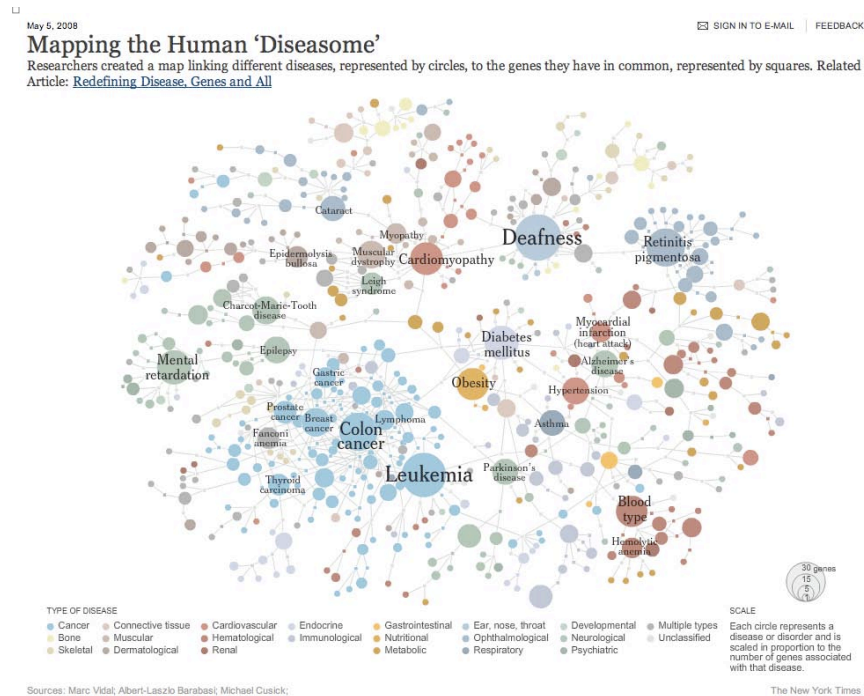 May 5, 2008
SIGN IN TO E-MAIL
FEEDBACK
Mapping the Human ‘Diseasome’
Researchers created a map linking different diseases, represented by circles, to the genes they have in common, represented by squares. Related
Article: Redefining Disease, Genes and All
Cataract
Deafness
Myopathy
Retinitis
pigmentosa
Epidermolysis
bullosa
Muscular
dystrophy
Cardiomyopathy
Leigh
syndrome
Charcot-Marie-Tooth
disease
Myocardial
infarction
(heart attack)
Diabetes
mellitus
Epilepsy
Mental
retardation
Alzheimer's
disease
Gastric
cancer
Obesity
Hypertension
Prostate
cancer
Breast
cancer
Lymphoma
Colon
cancer
Asthma
Fanconi
anemia
Leukemia
Parkinson's
disease
Thyroid
carcinoma
Blood
type
Hemolytic
anemia
30 genes
15
5
1
TYPE OF DISEASE
Cancer
Bone
Skeletal
Connective tissue
Muscular
Dermatological
Cardiovascular
Hematological
Renal
Endocrine
Immunological
Gastrointestinal
Nutritional
Metabolic
Ear, nose, throat
Ophthalmological
Respiratory
Developmental
Neurological
Psychiatric
Multiple types
Unclassified
SCALE
Each circle represents a
disease or disorder and is
scaled in proportion to the
number of genes associated
with that disease.
Sources: Marc Vidal; Albert-Laszlo Barabasi; Michael Cusick;
The New York Times